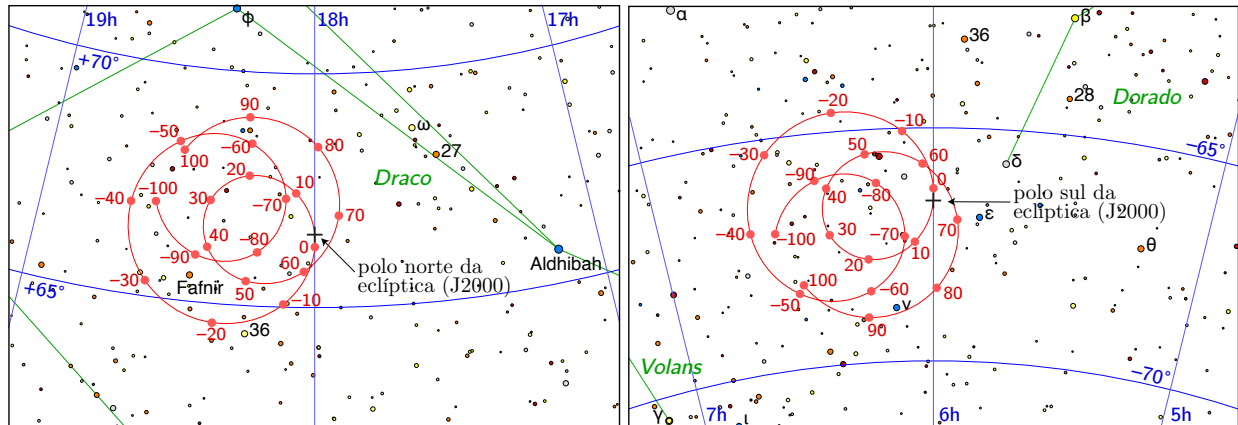 19h
φ
18h
17h
+70°
90
−50
100
−60
80
ω
27
20
Draco
−40
−100
30
10
−70
70
40
−80
0
−90
60
−30
Fafnir
50
−10
+65°
−20
36
polo norte da
eclíptica (J2000)
Aldhibah
α
β
36
28
Dorado
−20
−10
−65°
−30
50
60
δ
−90
40
−80
0
polo sul da
eclíptica (J2000)
ε
θ
−40
−100
30
−70
10
70
20
100
−50
−60
80
ν
90
Volans
−70°
γ
7h
ι
6h
5h